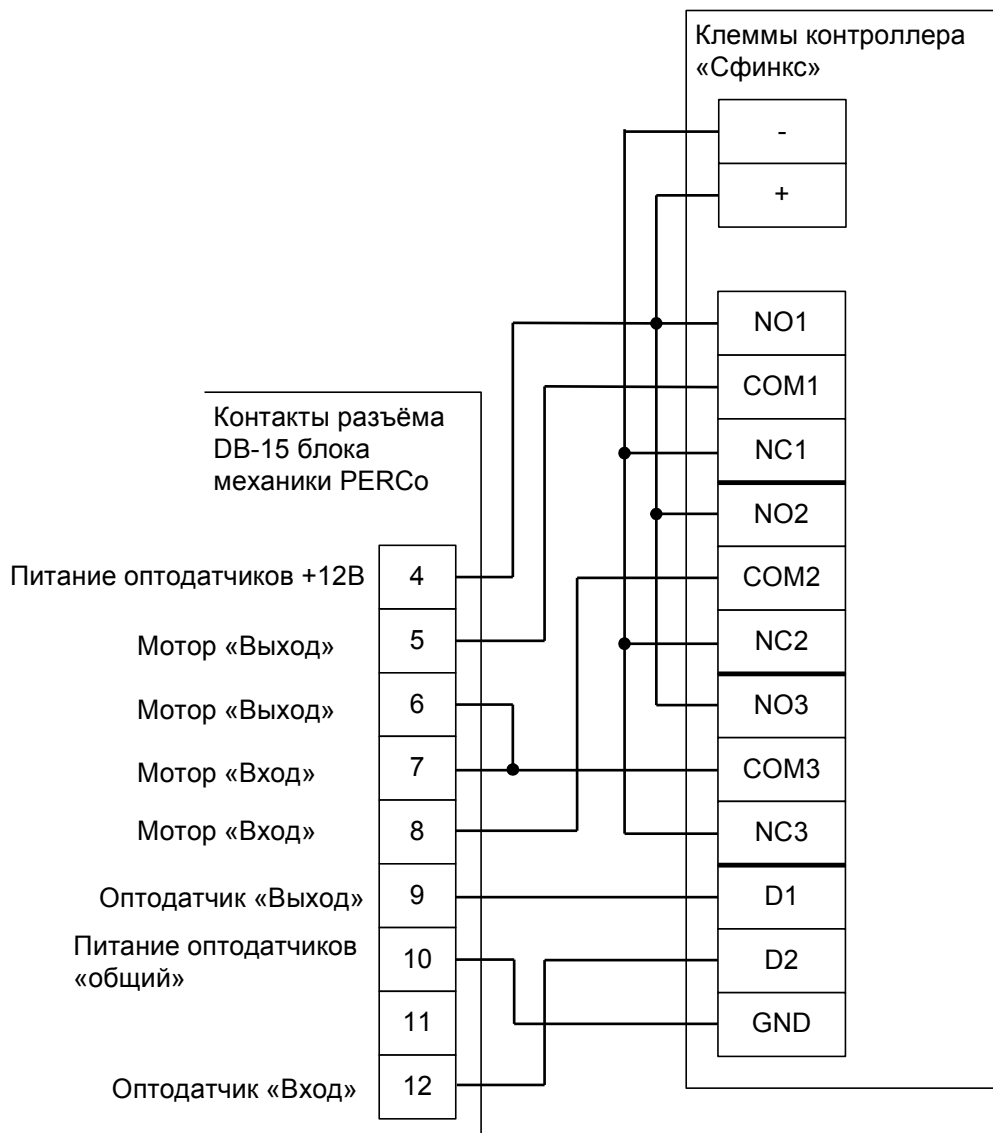 Клеммы контроллера
«Сфинкс»
-
+
NO1
COM1
NC1
NO2
COM2
NC2
NO3
COM3
NC3
D1
D2
GND
Контакты разъёма
DB-15 блока
механики PERCo
Питание оптодатчиков +12В
4
Мотор «Выход»
5
Мотор «Выход»
6
Мотор «Вход»
7
Мотор «Вход»
8
Оптодатчик «Выход»
9
Питание оптодатчиков
«общий»
10
11
Оптодатчик «Вход»
12